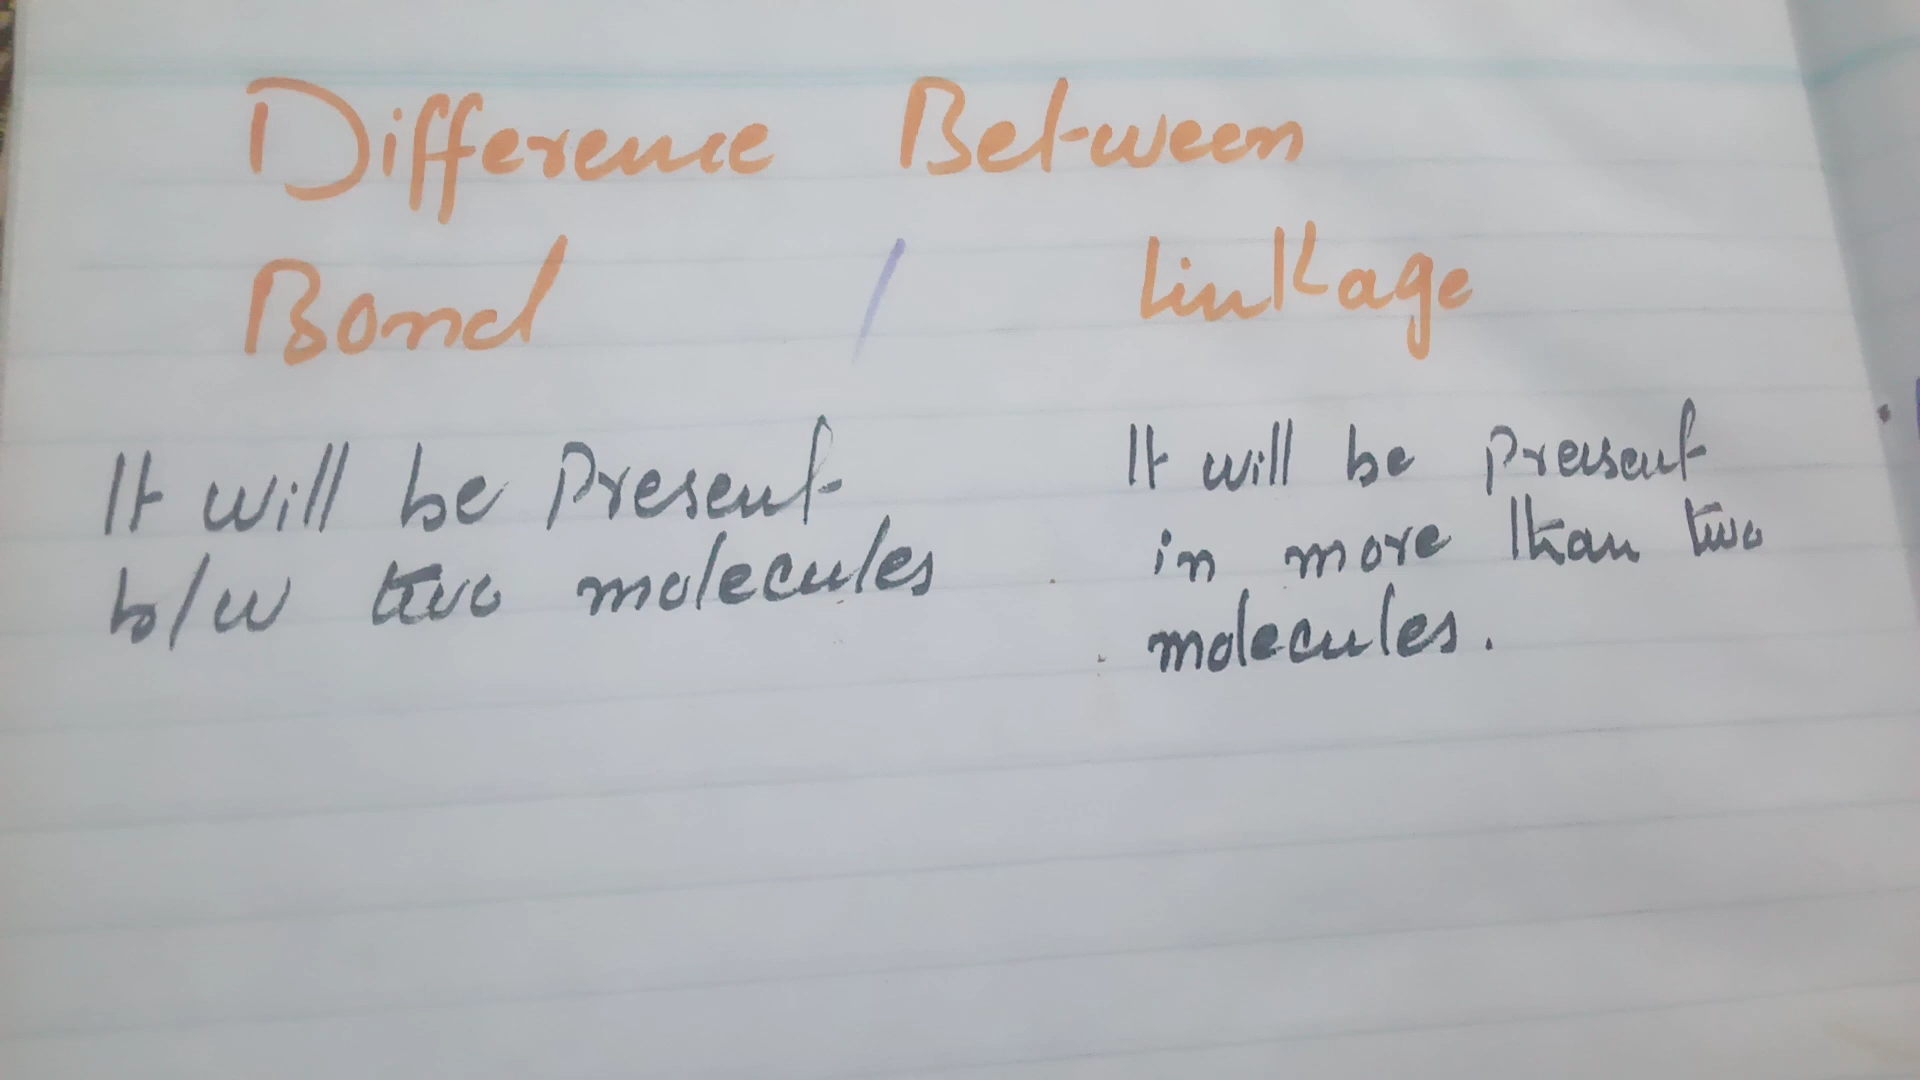 Difference Between
Bond / Linkage
It will be Present
b/w two molecules
It will be present
in more than two
molecules.